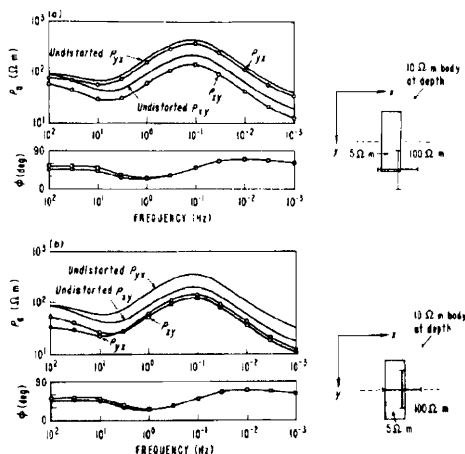 (a)
10³
10²
10¹
ρa (Ω m)
Undistorted ρyx
ρyx
Undistorted ρxy
ρxy
90
0
φ (deg)
10² 10¹ 10⁰ 10⁻¹ 10⁻² 10⁻³
FREQUENCY (Hz)
10 Ω m body
at depth
x
y
5 Ω m
100 Ω m
(b)
10³
10²
10¹
ρa (Ω m)
Undistorted ρyx
Undistorted ρxy
ρxy
ρyx
90
0
φ (deg)
10² 10¹ 10⁰ 10⁻¹ 10⁻² 10⁻³
FREQUENCY (Hz)
10 Ω m body
at depth
x
y
100 Ω m
5 Ω m